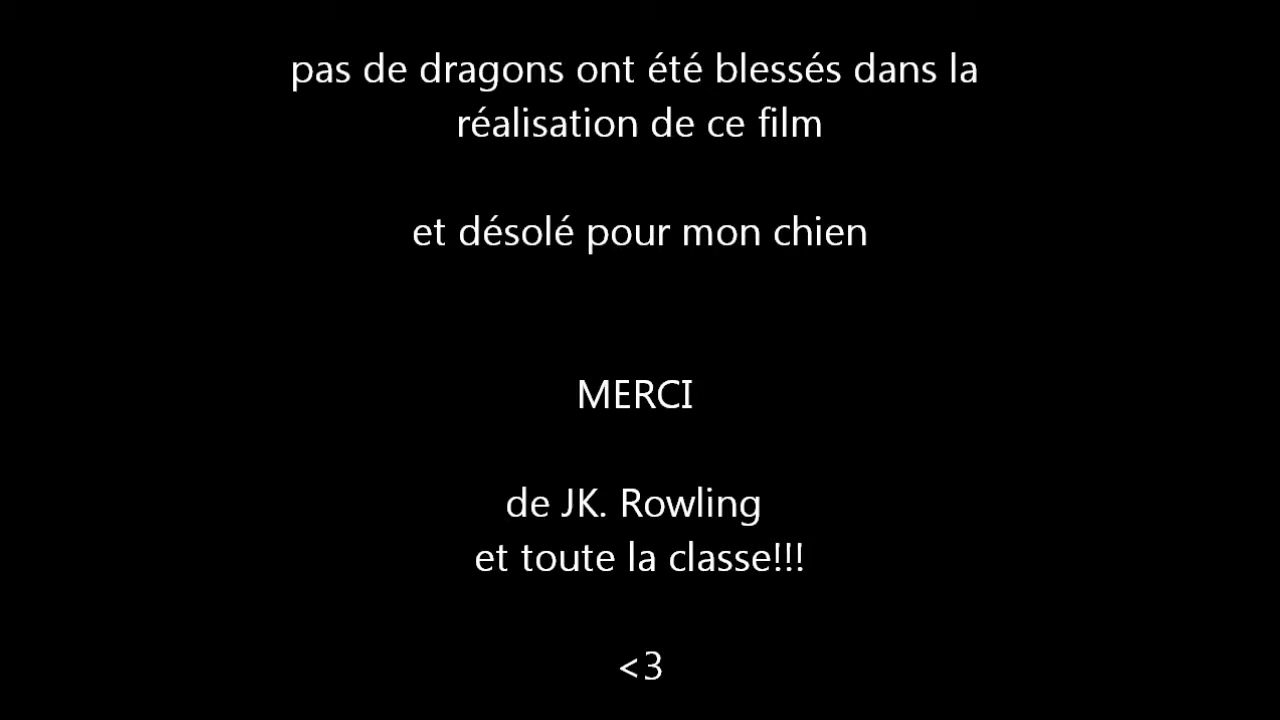 pas de dragons ont été blessés dans la
réalisation de ce film
et désolé pour mon chien
MERCI
de JK. Rowling
et toute la classe!!!
<3